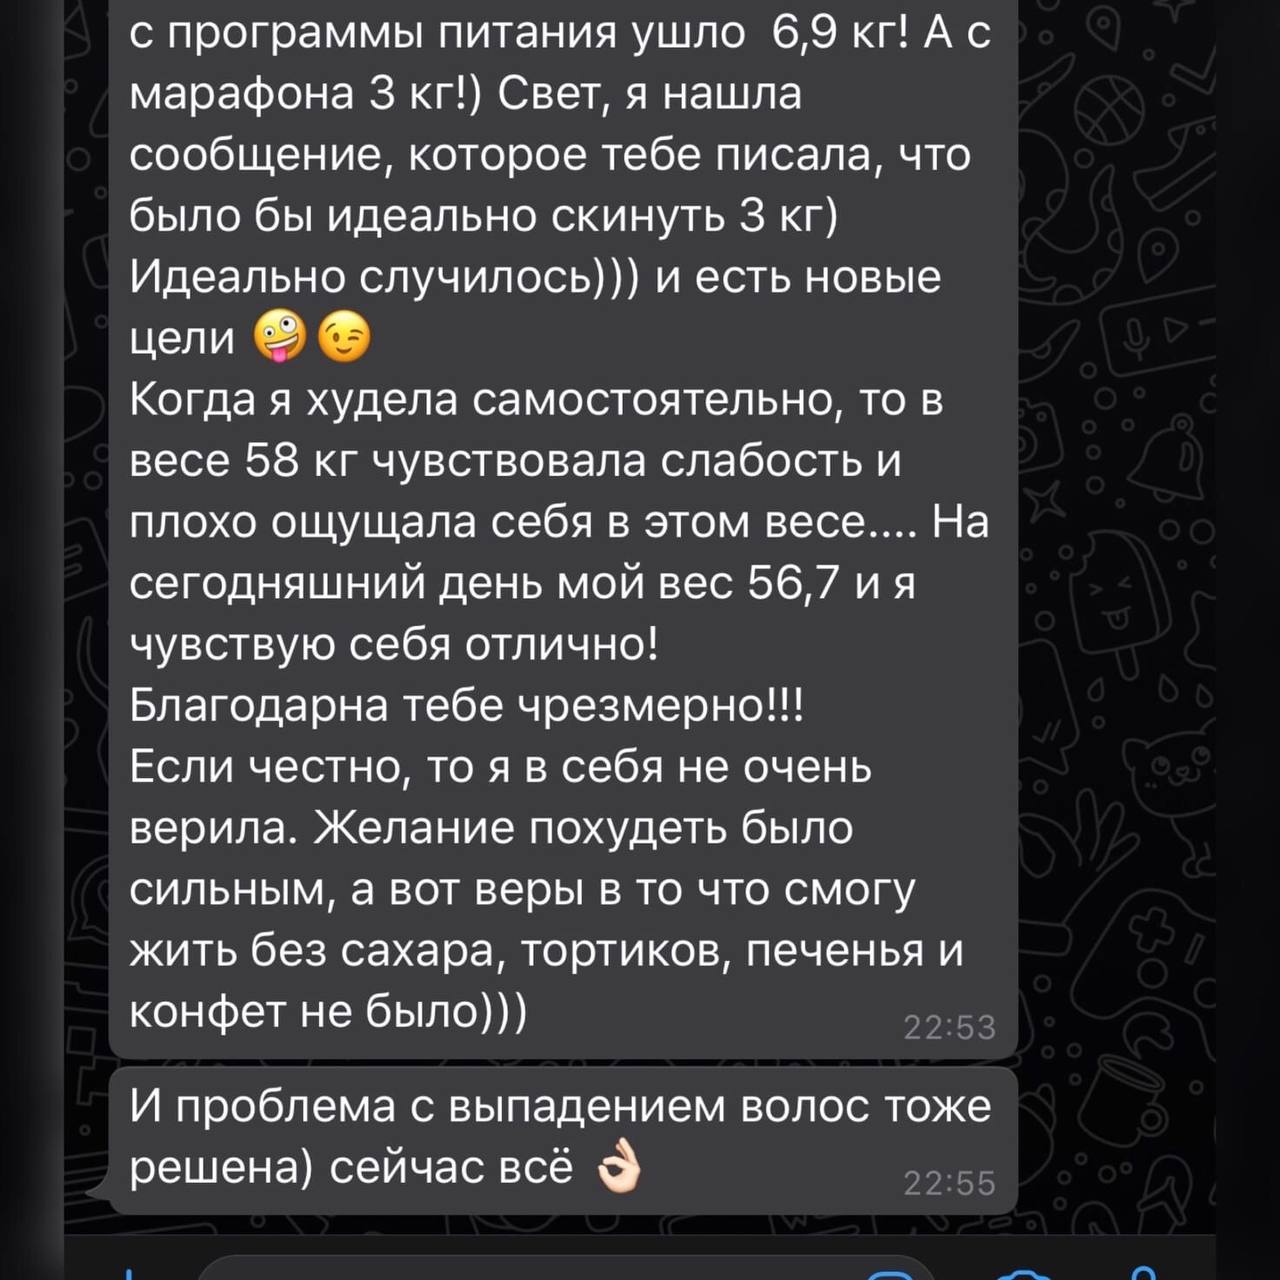 с программы питания ушло  6,9 кг! А с
марафона 3 кг!) Свет, я нашла
сообщение, которое тебе писала, что
было бы идеально скинуть 3 кг)
Идеально случилось))) и есть новые
цели 🤪😉
Когда я худела самостоятельно, то в
весе 58 кг чувствовала слабость и
плохо ощущала себя в этом весе.... На
сегодняшний день мой вес 56,7 и я
чувствую себя отлично!
Благодарна тебе чрезмерно!!!
Если честно, то я в себя не очень
верила. Желание похудеть было
сильным, а вот веры в то что смогу
жить без сахара, тортиков, печенья и
конфет не было)))
22:53
И проблема с выпадением волос тоже
решена) сейчас всё 👌🏻
22:55